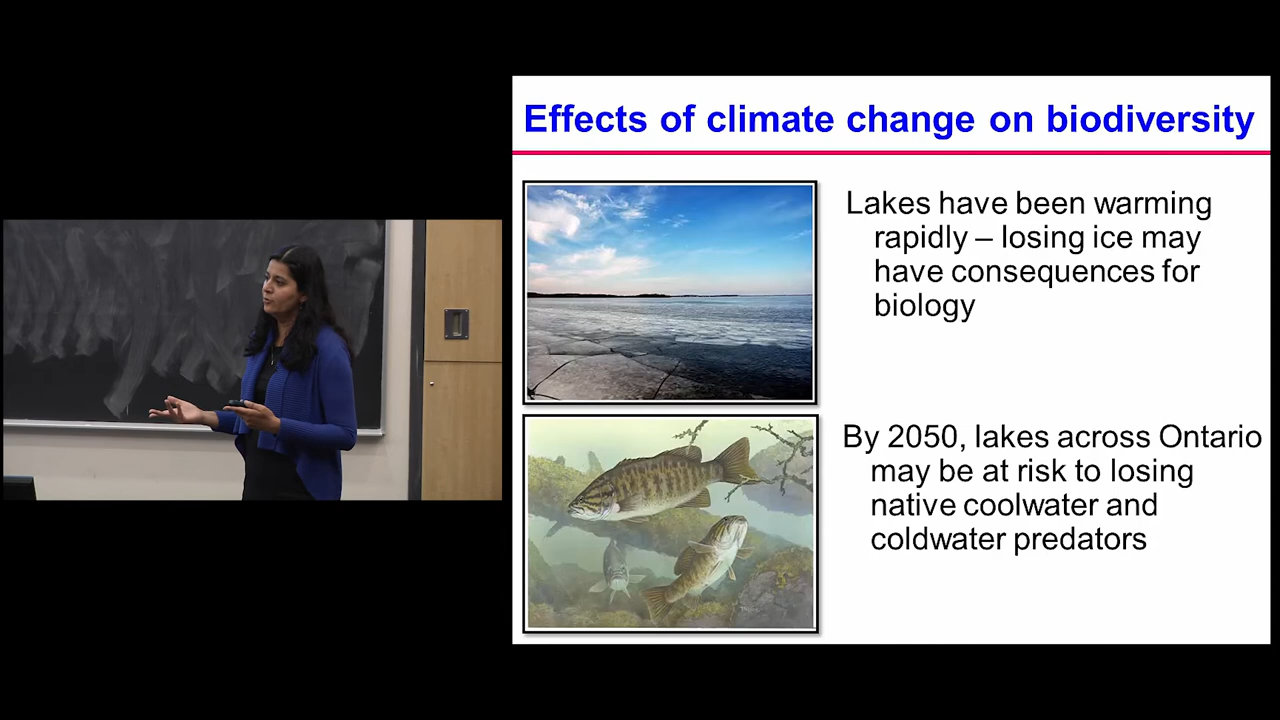 Effects of climate change on biodiversity
Lakes have been warming
rapidly – losing ice may
have consequences for
biology
By 2050, lakes across Ontario
may be at risk to losing
native coolwater and
coldwater predators